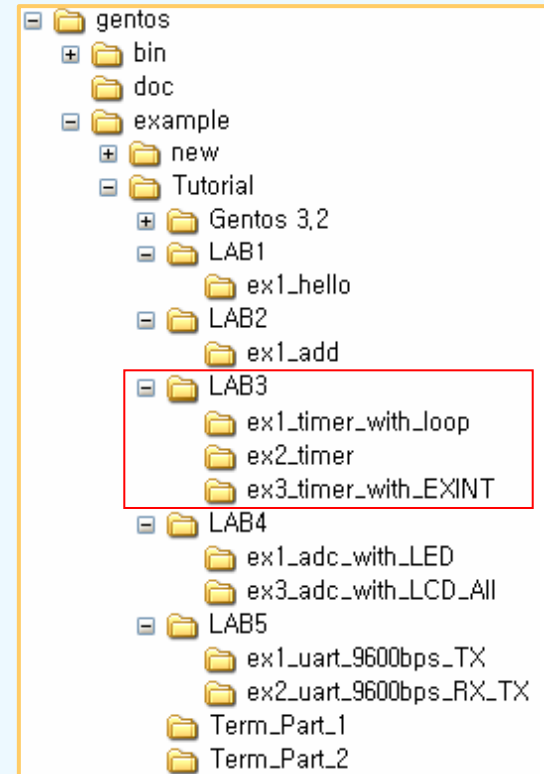 gentos
bin
doc
example
new
Tutorial
Gentos 3,2
LAB1
ex1_hello
LAB2
ex1_add
LAB3
ex1_timer_with_loop
ex2_timer
ex3_timer_with_EXINT
LAB4
ex1_adc_with_LED
ex3_adc_with_LCD_All
LAB5
ex1_uart_9600bps_TX
ex2_uart_9600bps_RX_TX
Term_Part_1
Term_Part_2